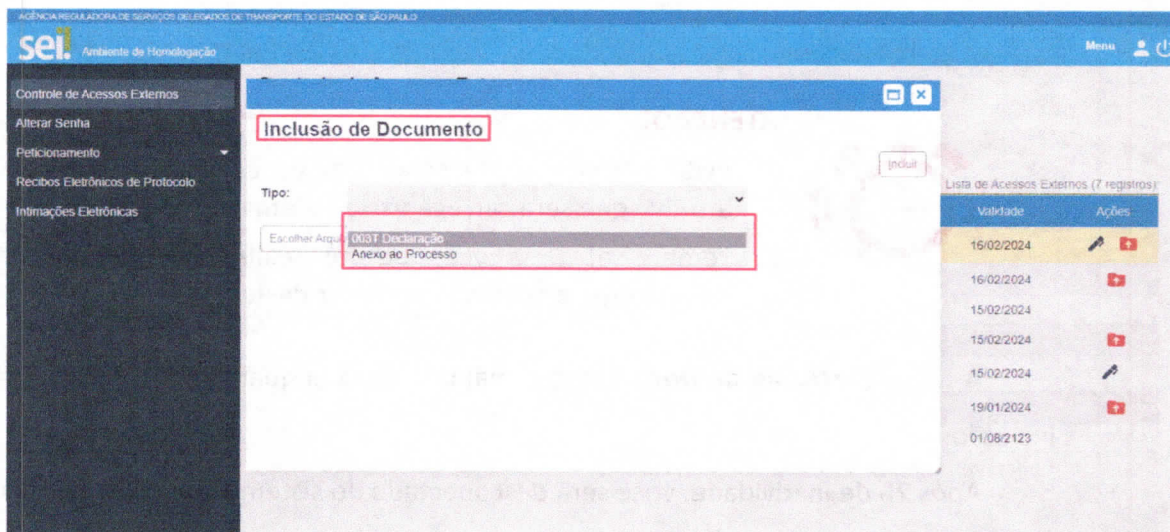 AGÊNCIA REGULADORA DE SERVIÇOS DELEGADOS DE TRANSPORTE DO ESTADO DE SÃO PAULO
sei! Ambiente de Homologação
Menu
Controle de Acessos Externos
Alterar Senha
Peticionamento
Recibos Eletrônicos de Protocolo
Intimações Eletrônicas
Inclusão de Documento
Incluir
Tipo:
Escolher Arqu
003T Declaração
Anexo ao Processo
Lista de Acessos Externos (7 registros):
Validade Ações
16/02/2024
16/02/2024
15/02/2024
15/02/2024
15/02/2024
19/01/2024
01/08/2123